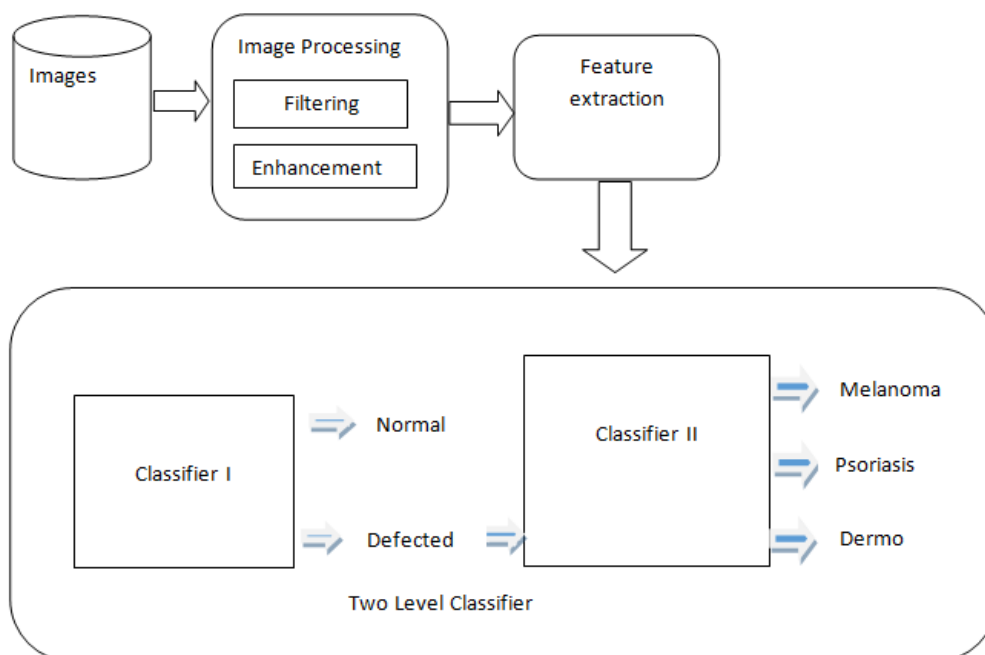 Images
Image Processing
Filtering
Enhancement
Feature
extraction
Classifier I
Normal
Defected
Classifier II
Melanoma
Psoriasis
Dermo
Two Level Classifier